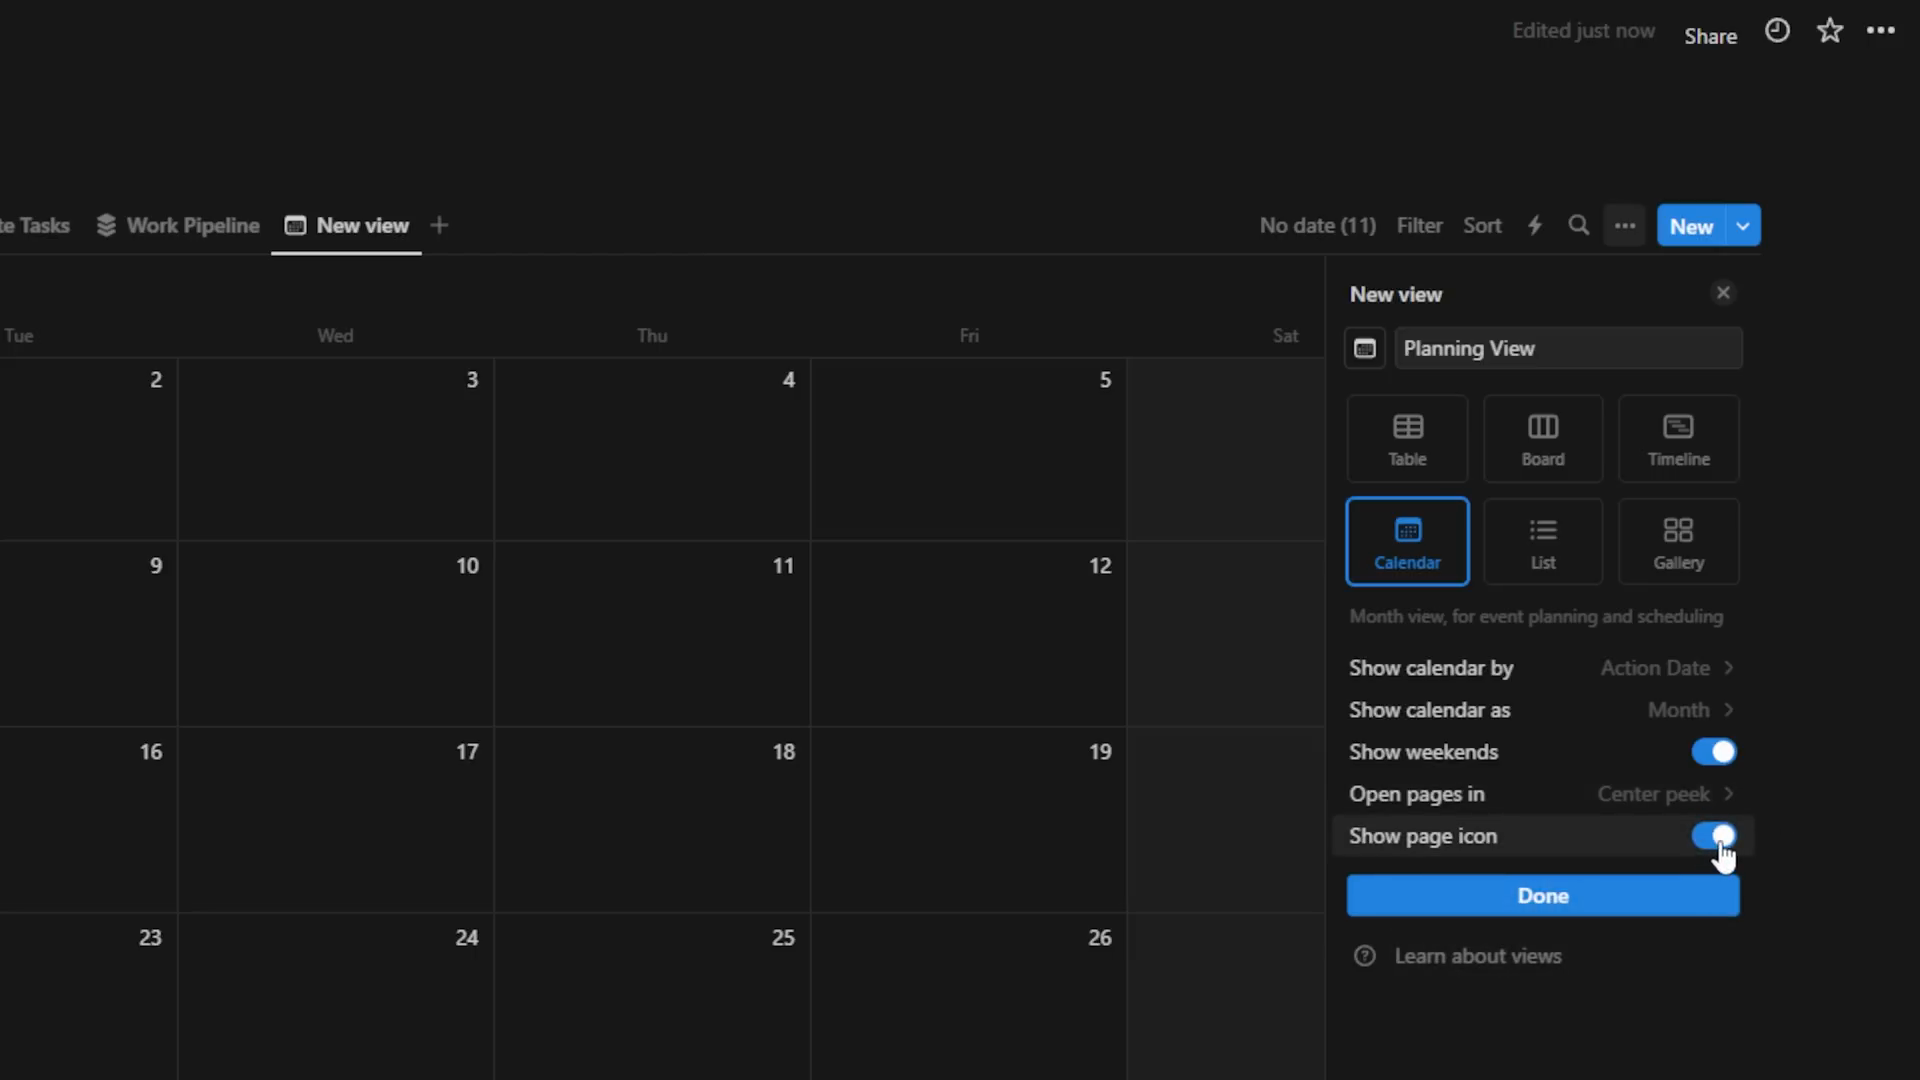 Edited just now Share
te Tasks Work Pipeline New view + No date (11) Filter Sort New
New view
Tue Wed Thu Fri Sat
Planning View
2 3 4 5
Table Board Timeline
9 10 11 12
Calendar List Gallery
Month view, for event planning and scheduling
Show calendar by Action Date
Show calendar as Month
16 17 18 19
Show weekends
Open pages in Center peek
Show page icon
Done
23 24 25 26
? Learn about views